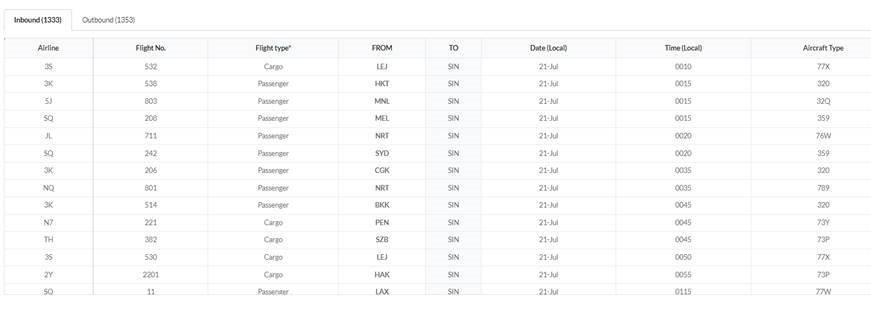 Inbound (1333) Outbound (1353)
Airline Flight No. Flight type* FROM TO Date (Local) Time (Local) Aircraft Type
3S 532 Cargo LEJ SIN 21-Jul 0010 77X
3K 538 Passenger HKT SIN 21-Jul 0015 320
5J 803 Passenger MNL SIN 21-Jul 0015 32Q
SQ 208 Passenger MEL SIN 21-Jul 0015 359
JL 711 Passenger NRT SIN 21-Jul 0020 76W
SQ 242 Passenger SYD SIN 21-Jul 0020 359
3K 206 Passenger CGK SIN 21-Jul 0035 320
NQ 801 Passenger NRT SIN 21-Jul 0035 789
3K 514 Passenger BKK SIN 21-Jul 0045 320
N7 221 Cargo PEN SIN 21-Jul 0045 73Y
TH 382 Cargo SZB SIN 21-Jul 0045 73P
3S 530 Cargo LEJ SIN 21-Jul 0050 77X
2Y 2201 Cargo HAK SIN 21-Jul 0055 73P
SQ 11 Passenger LAX SIN 21-Jul 0115 77W